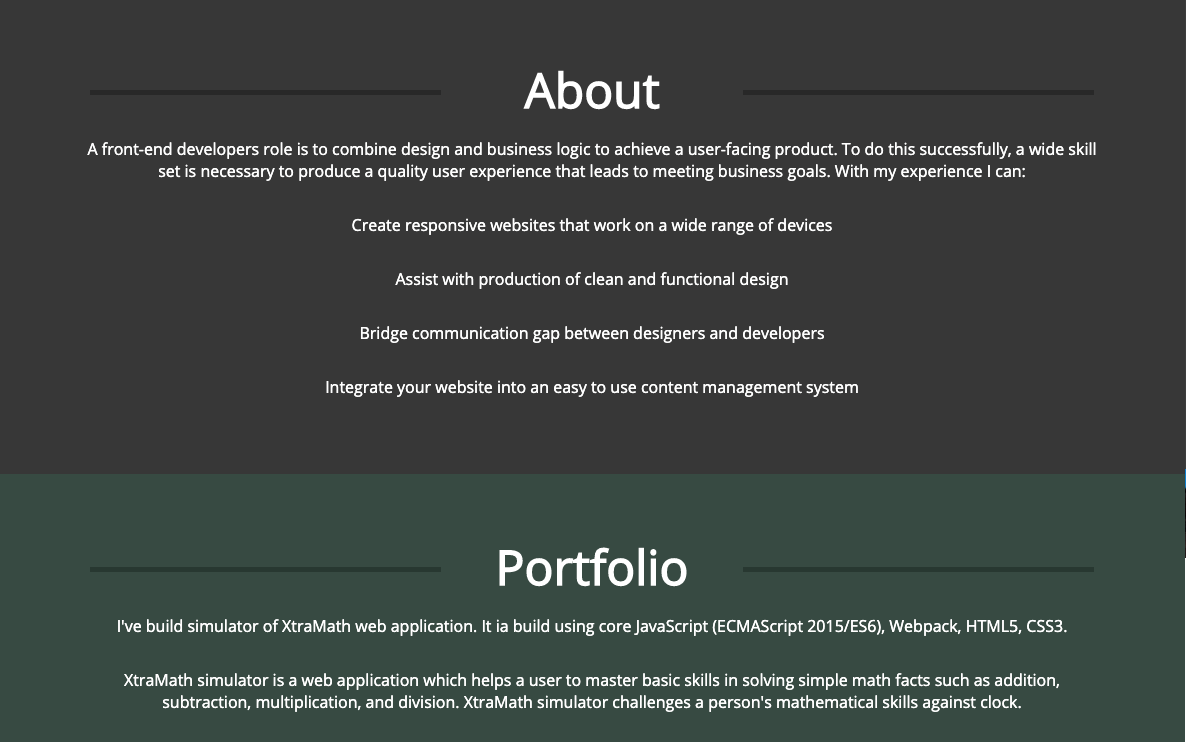 About
A front-end developers role is to combine design and business logic to achieve a user-facing product. To do this successfully, a wide skill
set is necessary to produce a quality user experience that leads to meeting business goals. With my experience I can:
Create responsive websites that work on a wide range of devices
Assist with production of clean and functional design
Bridge communication gap between designers and developers
Integrate your website into an easy to use content management system
Portfolio
I've build simulator of XtraMath web application. It ia build using core JavaScript (ECMAScript 2015/ES6), Webpack, HTML5, CSS3.
XtraMath simulator is a web application which helps a user to master basic skills in solving simple math facts such as addition,
subtraction, multiplication, and division. XtraMath simulator challenges a person's mathematical skills against clock.